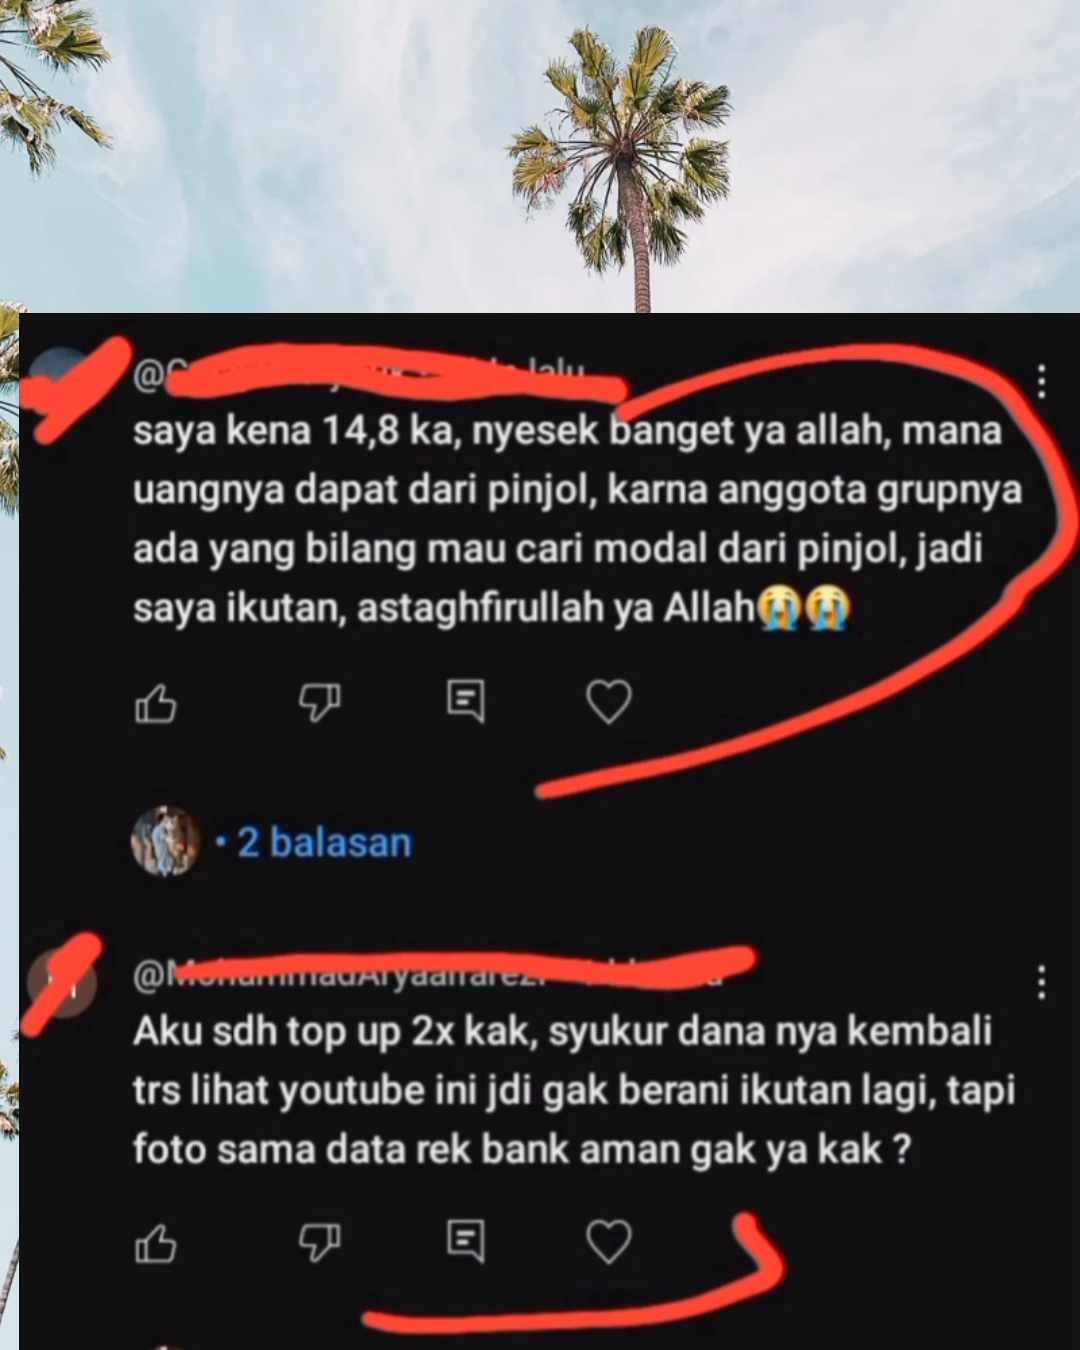 saya kena 14,8 ka, nyesek banget ya allah, mana
uangnya dapat dari pinjol, karna anggota grupnya
ada yang bilang mau cari modal dari pinjol, jadi
saya ikutan, astaghfirullah ya Allah😭😭
• 2 balasan
Aku sdh top up 2x kak, syukur dana nya kembali
trs lihat youtube ini jdi gak berani ikutan lagi, tapi
foto sama data rek bank aman gak ya kak ?